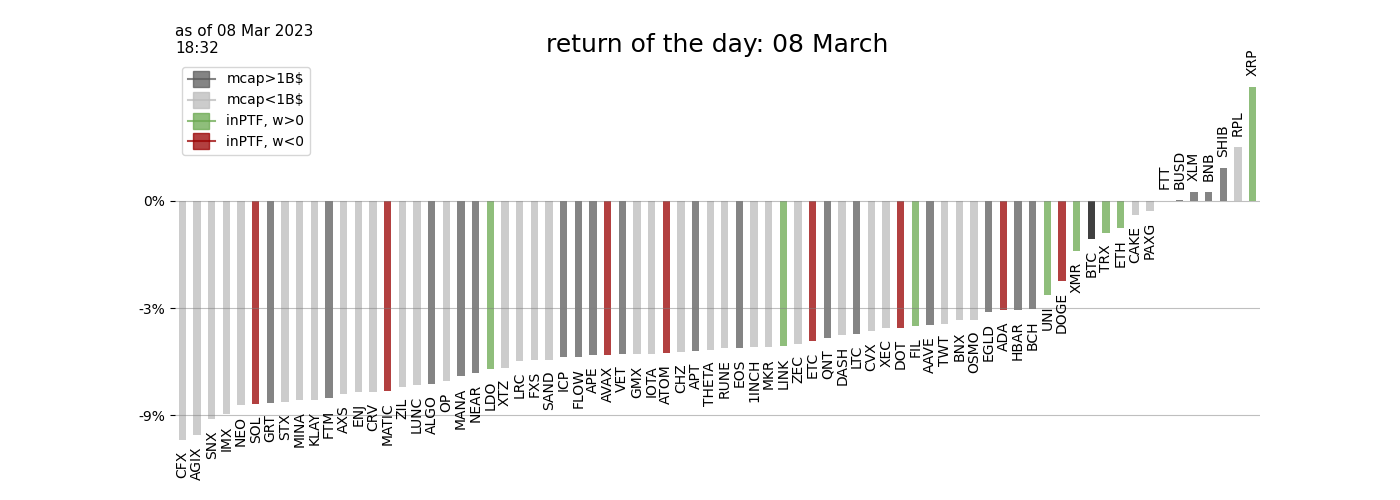 as of 08 Mar 2023
18:32
return of the day: 08 March
mcap>1B$
mcap<1B$
inPTF, w>0
inPTF, w<0
0%
-3%
-9%
CFX
AGIX
SNX
IMX
NEO
SOL
GRT
STX
MINA
KLAY
FTM
AXS
ENJ
CRV
MATIC
ZIL
LUNC
ALGO
OP
MANA
NEAR
LDO
XTZ
LRC
FXS
SAND
ICP
FLOW
APE
AVAX
VET
GMX
IOTA
ATOM
CHZ
APT
THETA
RUNE
EOS
1INCH
MKR
LINK
ZEC
ETC
QNT
DASH
LTC
CVX
XEC
DOT
FIL
AAVE
TWT
BNX
OSMO
EGLD
ADA
HBAR
BCH
UNI
DOGE
XMR
BTC
TRX
ETH
CAKE
PAXG
FTT
BUSD
XLM
BNB
SHIB
RPL
XRP